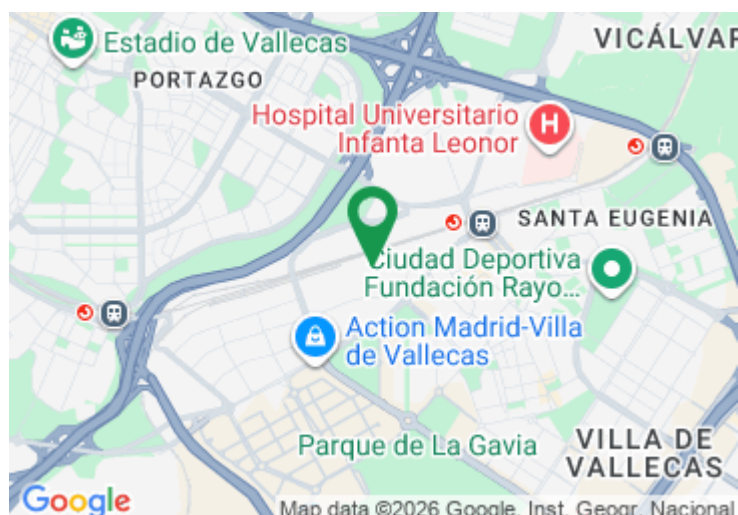 Estadio de Vallecas
VICÁLVAR
PORTAZGO
Hospital Universitario
Infanta Leonor
H
SANTA EUGENIA
Ciudad Deportiva
Fundación Rayo...
Action Madrid-Villa
de Vallecas
Parque de La Gavia
VILLA DE
VALLECAS
Google
Map data ©2026 Google, Inst. Geogr. Nacional